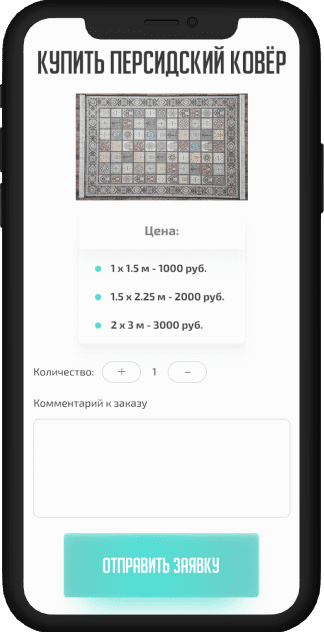 КУПИТЬ ПЕРСИДСКИЙ КОВЁР
Цена:
1 x 1.5 м - 1000 руб.
1.5 x 2.25 м - 2000 руб.
2 x 3 м - 3000 руб.
Количество: + 1 −
Комментарий к заказу
ОТПРАВИТЬ ЗАЯВКУ